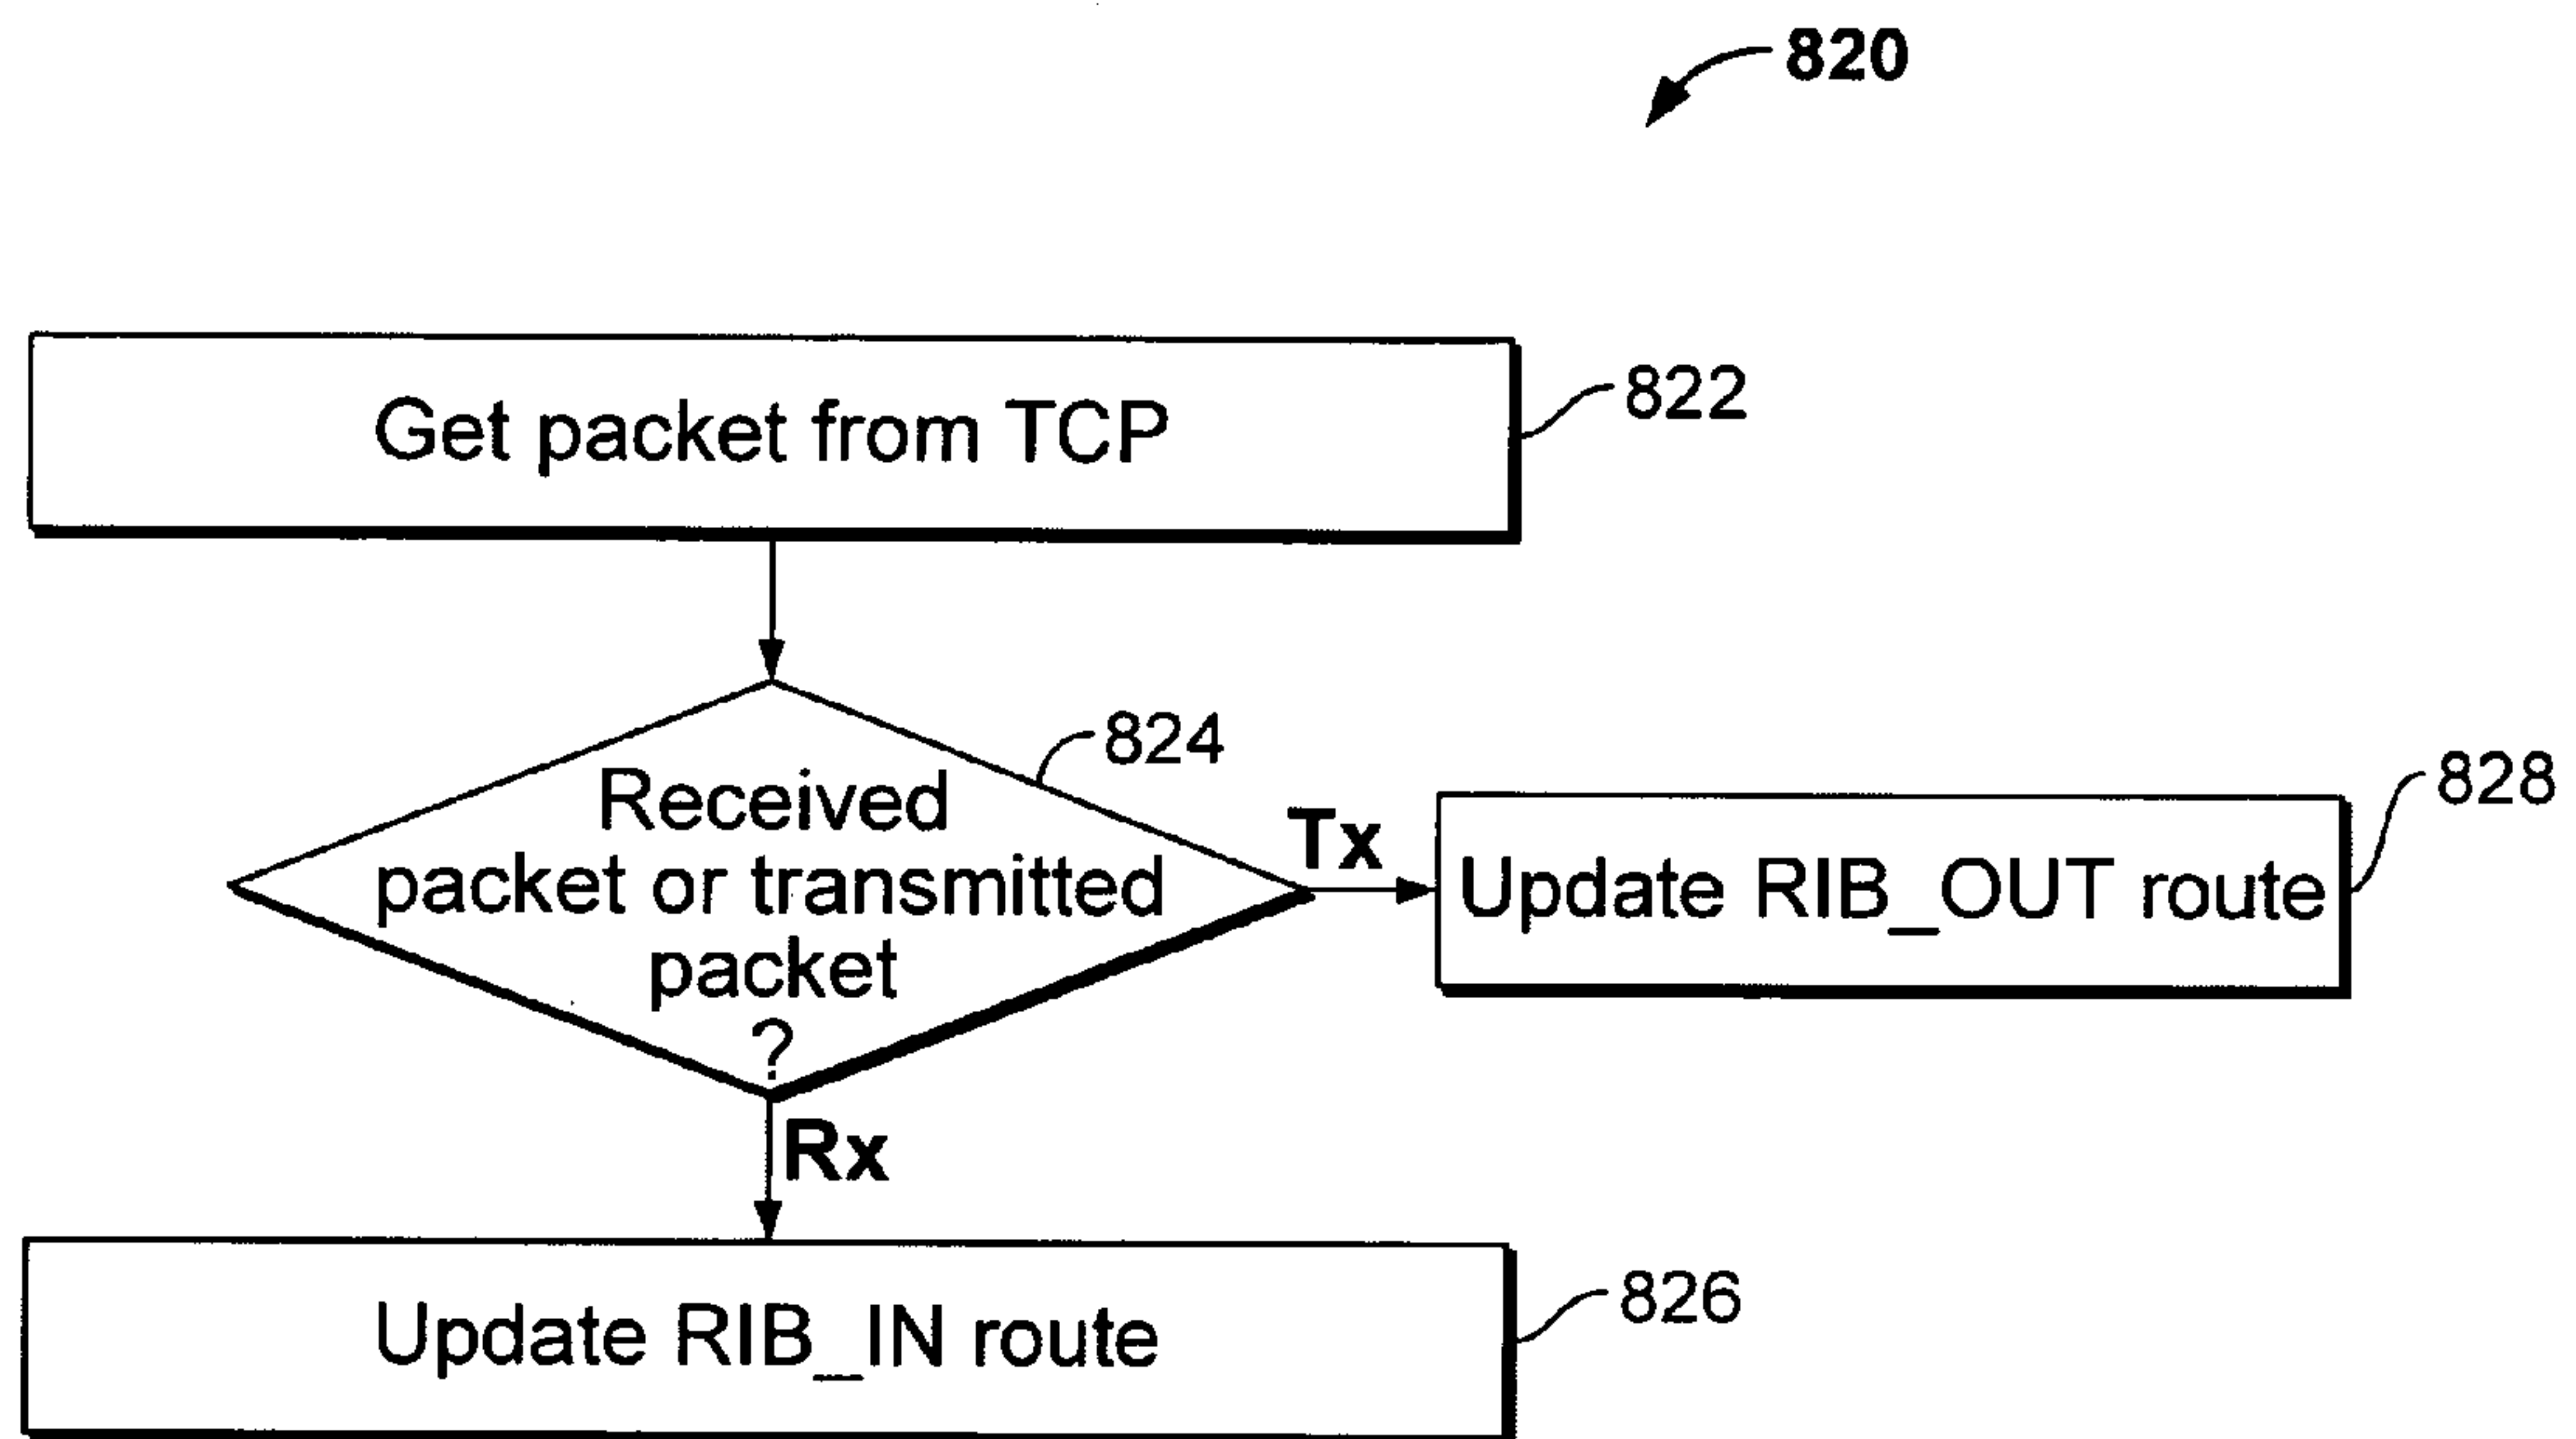 820
Get packet from TCP
822
824
Received
packet or transmitted
packet
?
Tx
Update RIB_OUT route
828
Rx
Update RIB_IN route
826